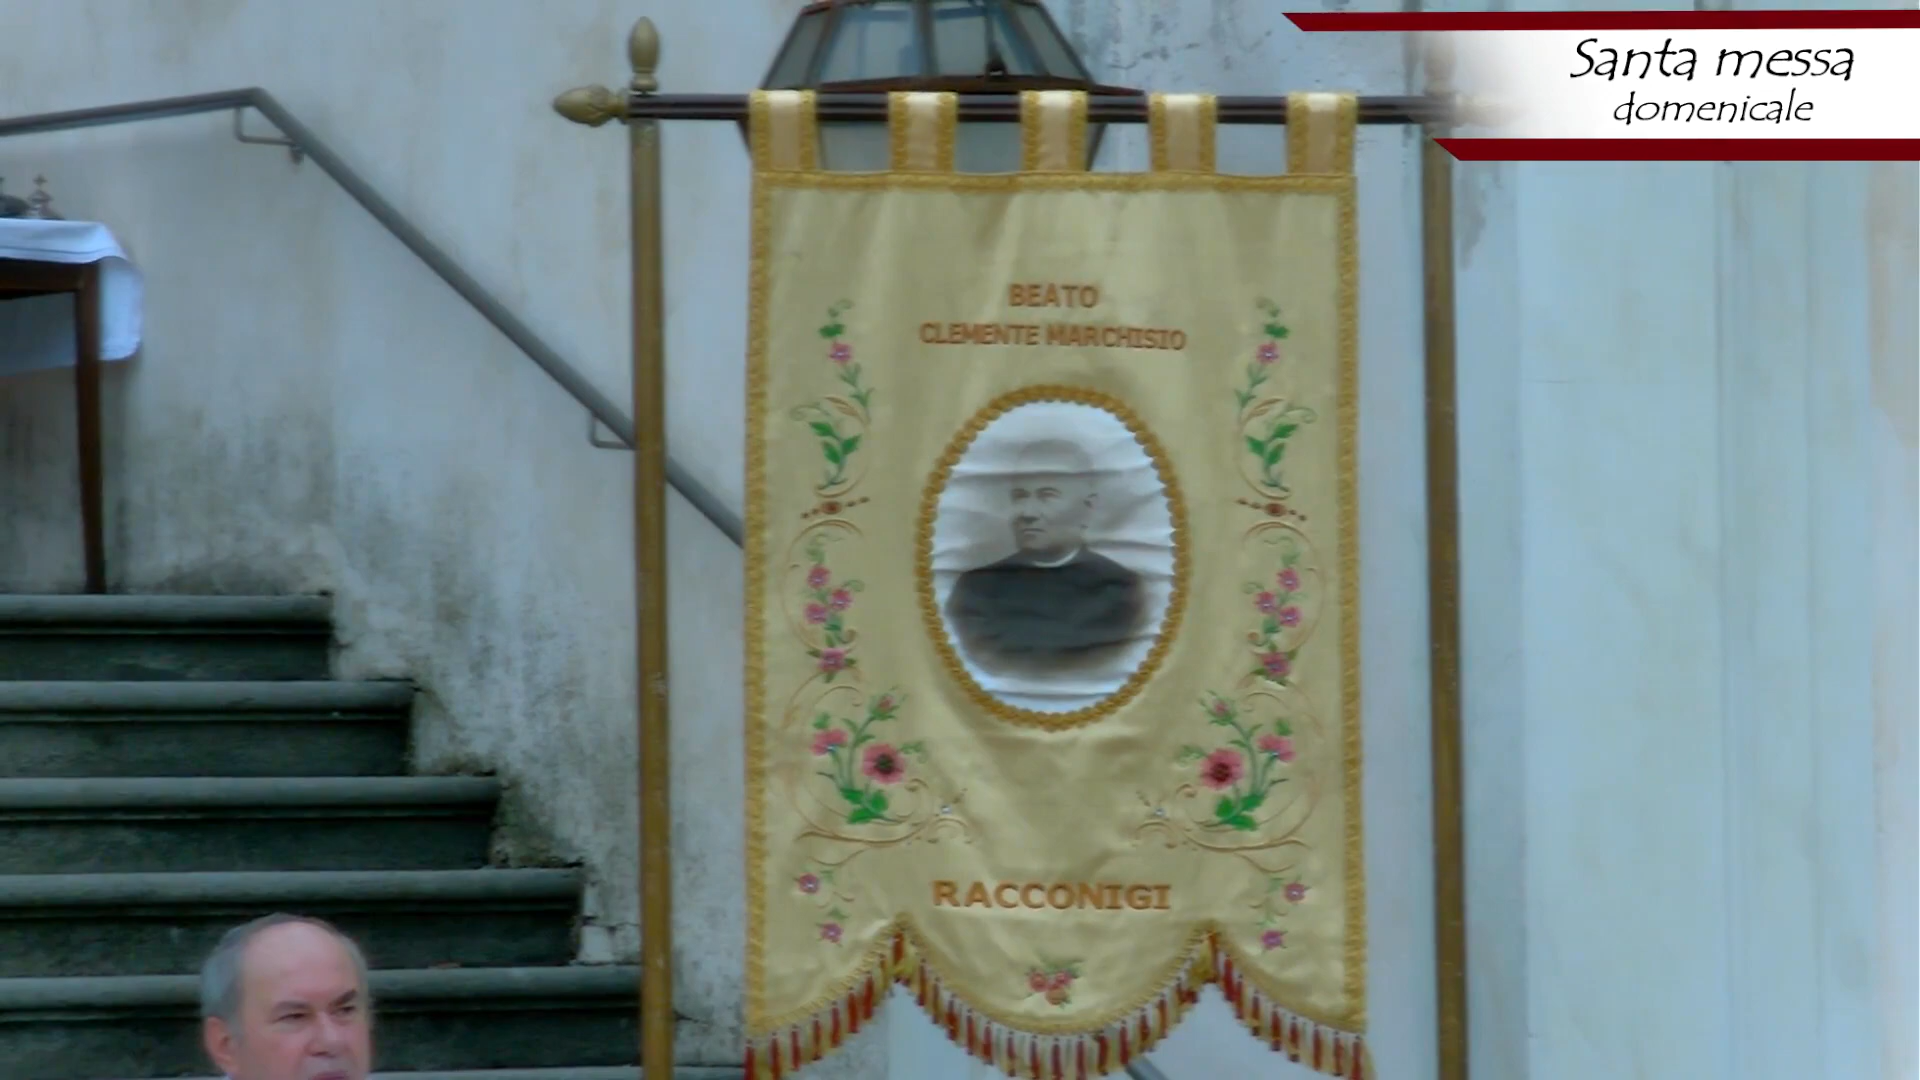 Santa messa
domenicale
BEATO
CLEMENTE MARCHISIO
RACCONIGI